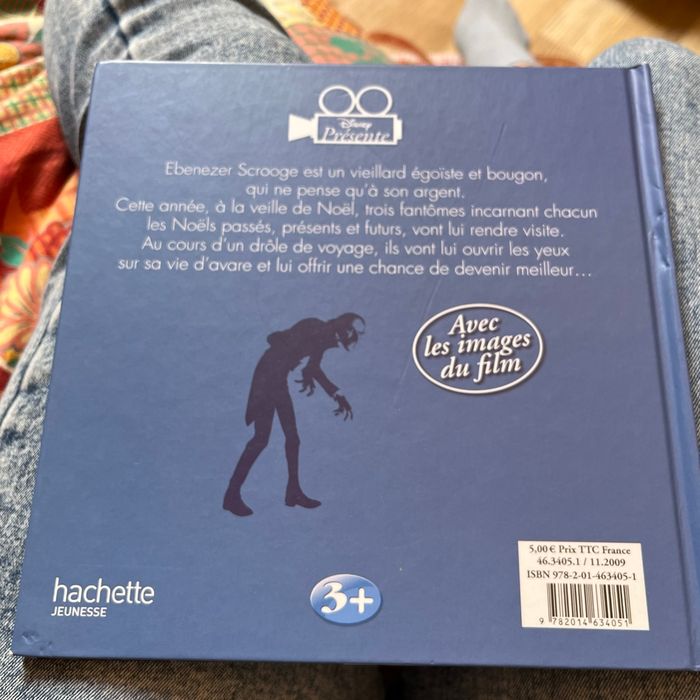 Disney
Présente
Ebenezer Scrooge est un vieillard égoïste et bougon,
qui ne pense qu'à son argent.
Cette année, à la veille de Noël, trois fantômes incarnant chacun
les Noëls passés, présents et futurs, vont lui rendre visite.
Au cours d'un drôle de voyage, ils vont lui ouvrir les yeux
sur sa vie d'avare et lui offrir une chance de devenir meilleur...
Avec
les images
du film
5,00 € Prix TTC France
46.3405.1 / 11.2009
ISBN 978-2-01-463405-1
9 782014 634051
hachette
JEUNESSE
3+